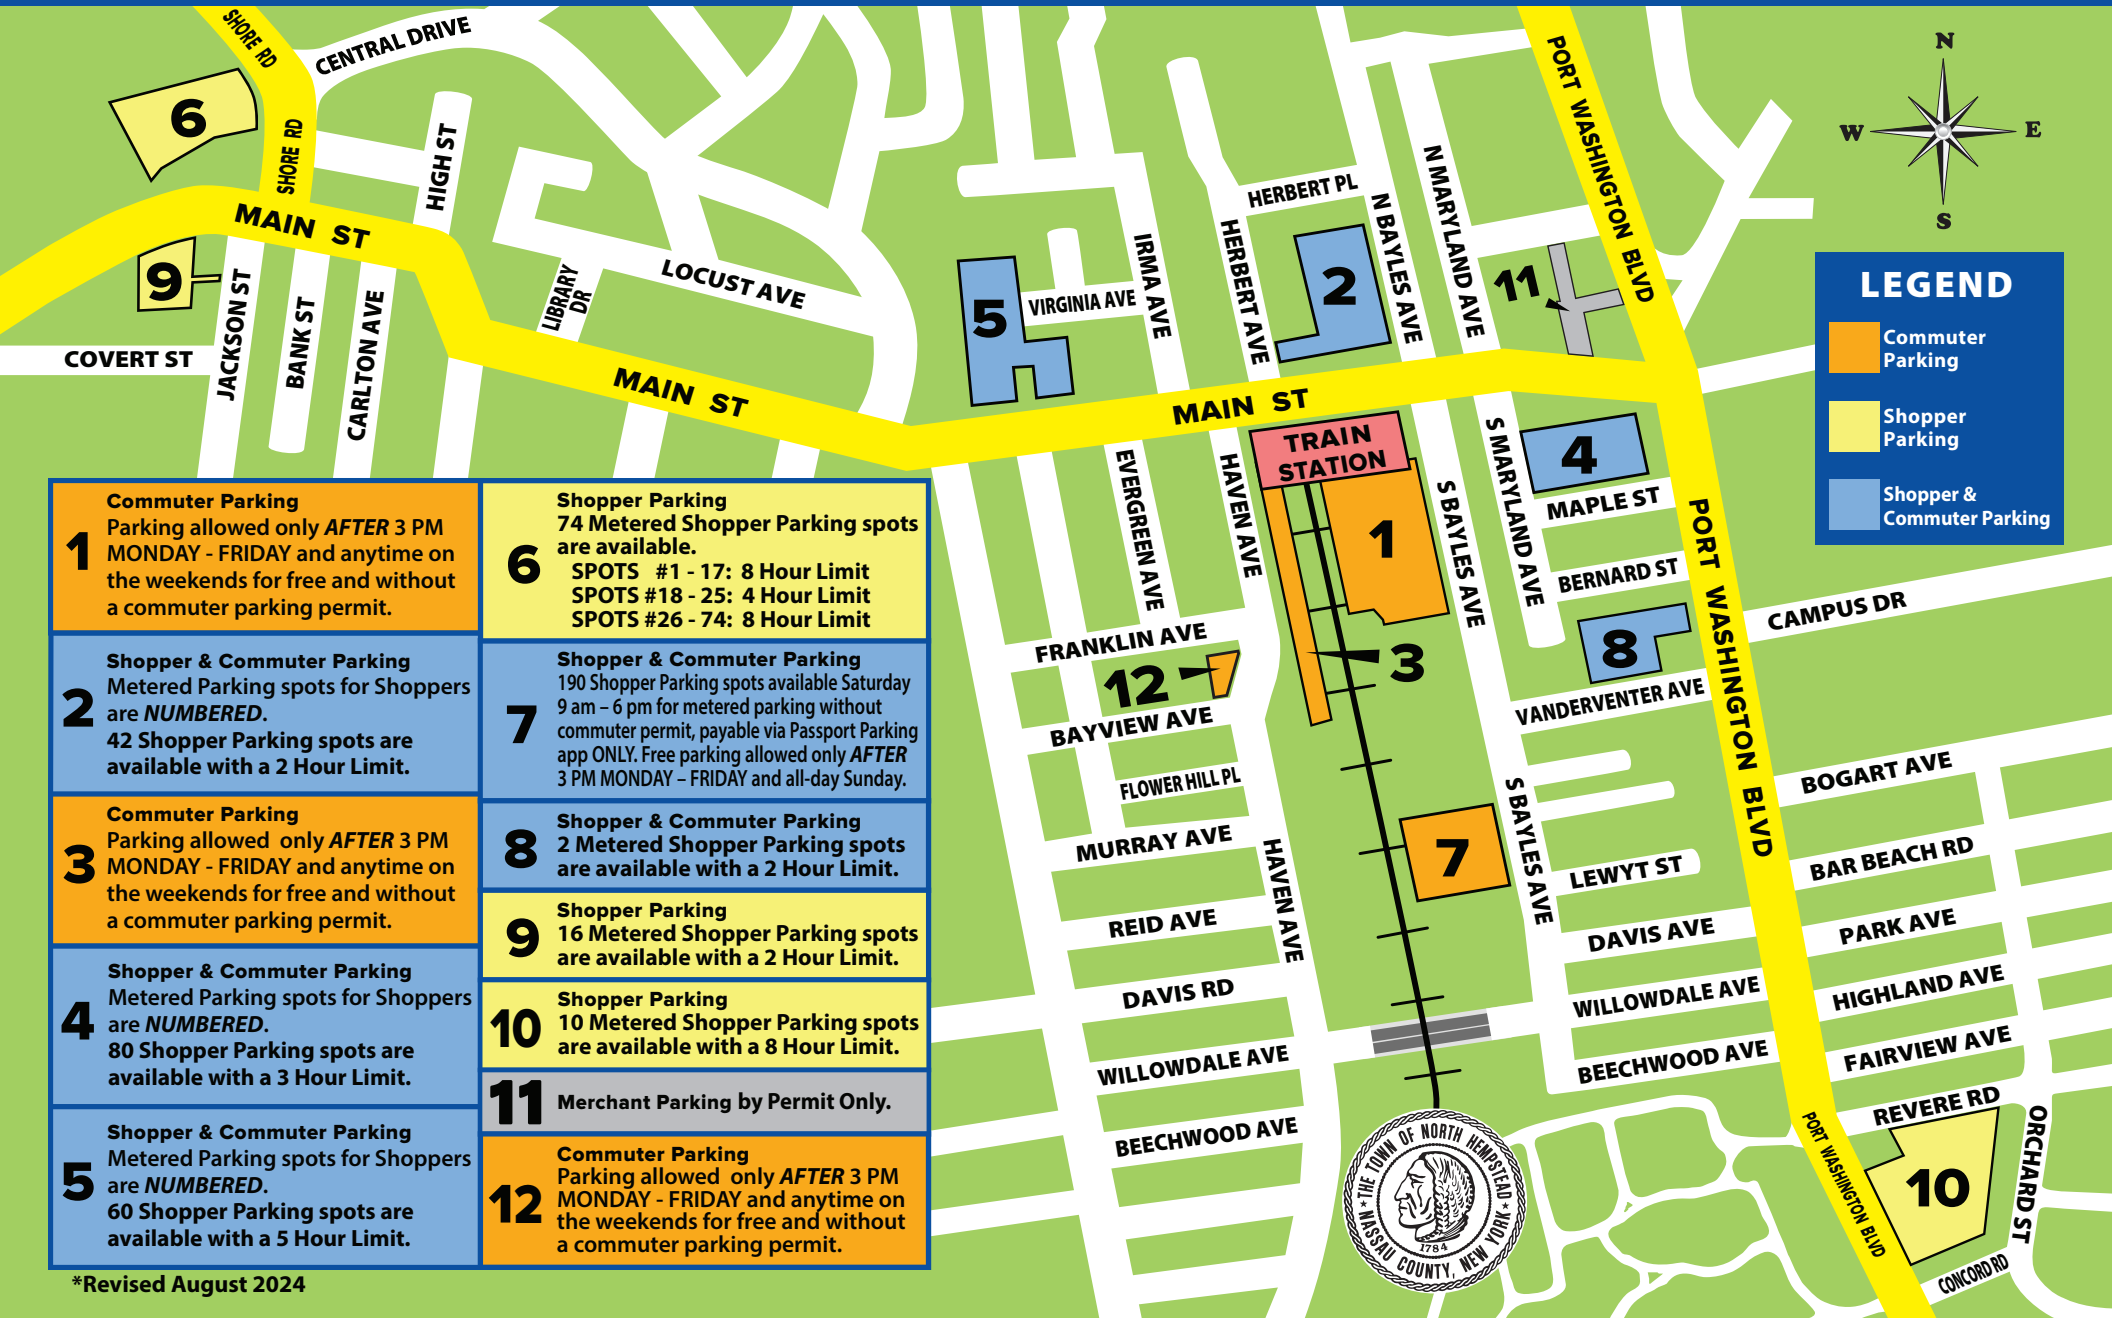 SHORE RD
CENTRAL DRIVE
SHORE RD
HIGH ST
MAIN ST
6
9
COVERT ST
JACKSON ST
BANK ST
CARLTON AVE
LIBRARY
DR
LOCUST AVE
MAIN ST
5
VIRGINIA AVE
IRMA AVE
HERBERT AVE
HERBERT PL
2
N BAYLES AVE
N MARYLAND AVE
11
PORT WASHINGTON BLVD
MAIN ST
N
W
E
S
LEGEND
Commuter
Parking
Shopper
Parking
Shopper &
Commuter Parking
TRAIN
STATION
1
3
4
EVERGREEN AVE
HAVEN AVE
S BAYLES AVE
S MARYLAND AVE
MAPLE ST
BERNARD ST
8
PORT WASHINGTON BLVD
CAMPUS DR
FRANKLIN AVE
12
BAYVIEW AVE
VANDERVENTER AVE
FLOWER HILL PL
MURRAY AVE
HAVEN AVE
7
S BAYLES AVE
BOGART AVE
BAR BEACH RD
LEWYT ST
REID AVE
DAVIS AVE
PARK AVE
DAVIS RD
WILLOWDALE AVE
HIGHLAND AVE
WILLOWDALE AVE
BEECHWOOD AVE
FAIRVIEW AVE
BEECHWOOD AVE
REVERE RD
PORT WASHINGTON BLVD
10
ORCHARD ST
CONCORD RD
THE TOWN OF NORTH HEMPSTEAD
NASSAU COUNTY, NEW YORK
1784
1
Commuter Parking
Parking allowed only AFTER 3 PM
MONDAY - FRIDAY and anytime on
the weekends for free and without
a commuter parking permit.
2
Shopper & Commuter Parking
Metered Parking spots for Shoppers
are NUMBERED.
42 Shopper Parking spots are
available with a 2 Hour Limit.
3
Commuter Parking
Parking allowed only AFTER 3 PM
MONDAY - FRIDAY and anytime on
the weekends for free and without
a commuter parking permit.
4
Shopper & Commuter Parking
Metered Parking spots for Shoppers
are NUMBERED.
80 Shopper Parking spots are
available with a 3 Hour Limit.
5
Shopper & Commuter Parking
Metered Parking spots for Shoppers
are NUMBERED.
60 Shopper Parking spots are
available with a 5 Hour Limit.
6
Shopper Parking
74 Metered Shopper Parking spots
are available.
SPOTS #1 - 17: 8 Hour Limit
SPOTS #18 - 25: 4 Hour Limit
SPOTS #26 - 74: 8 Hour Limit
7
Shopper & Commuter Parking
190 Shopper Parking spots available Saturday
9 am – 6 pm for metered parking without
commuter permit, payable via Passport Parking
app ONLY. Free parking allowed only AFTER
3 PM MONDAY – FRIDAY and all-day Sunday.
8
Shopper & Commuter Parking
2 Metered Shopper Parking spots
are available with a 2 Hour Limit.
9
Shopper Parking
16 Metered Shopper Parking spots
are available with a 2 Hour Limit.
10
Shopper Parking
10 Metered Shopper Parking spots
are available with a 8 Hour Limit.
11
Merchant Parking by Permit Only.
12
Commuter Parking
Parking allowed only AFTER 3 PM
MONDAY - FRIDAY and anytime on
the weekends for free and without
a commuter parking permit.
*Revised August 2024